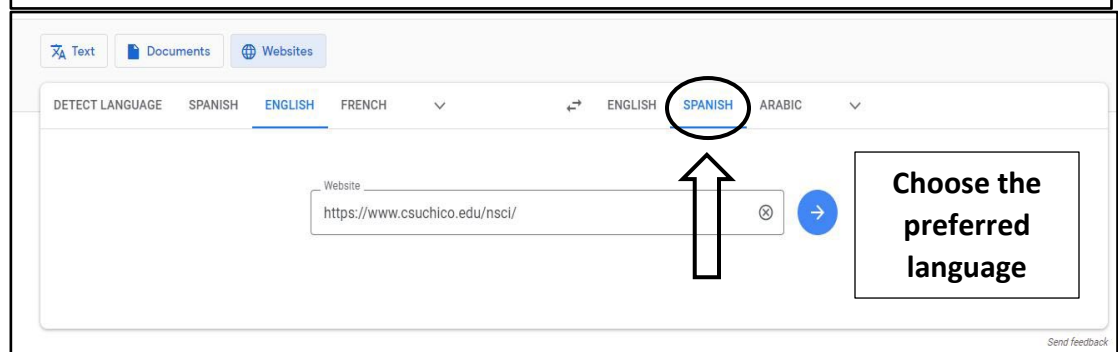 Text Documents Websites
DETECT LANGUAGE SPANISH ENGLISH FRENCH ENGLISH SPANISH ARABIC
Website
https://www.csuchico.edu/nsci/
Choose the
preferred
language
Send feedback